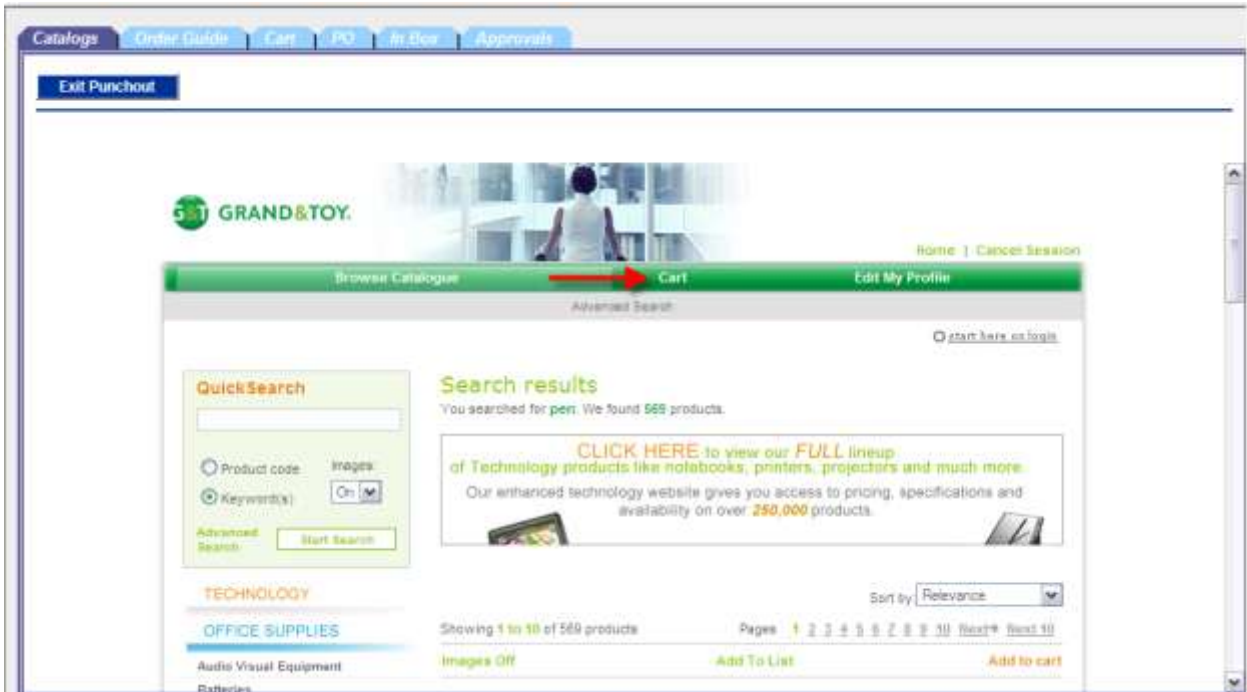 Catalogs Order Guide Cart PO In Box Approvals
Exit Punchout
G&T GRAND&TOY.
Home | Cancel Session
Browse Catalogue Cart Edit My Profile
Advanced Search
start here on login
QuickSearch
Product code Images
Keyword(s) On
Advanced Search Start Search
TECHNOLOGY
OFFICE SUPPLIES
Audio Visual Equipment
Batteries
Search results
You searched for pen. We found 569 products.
CLICK HERE to view our FULL lineup
of Technology products like notebooks, printers, projectors and much more.
Our enhanced technology website gives you access to pricing, specifications and
availability on over 250,000 products.
Sort by: Relevance
Showing 1 to 10 of 569 products Pages 1 2 3 4 5 6 7 8 9 10 Next Next 10
Images Off Add To List Add to cart